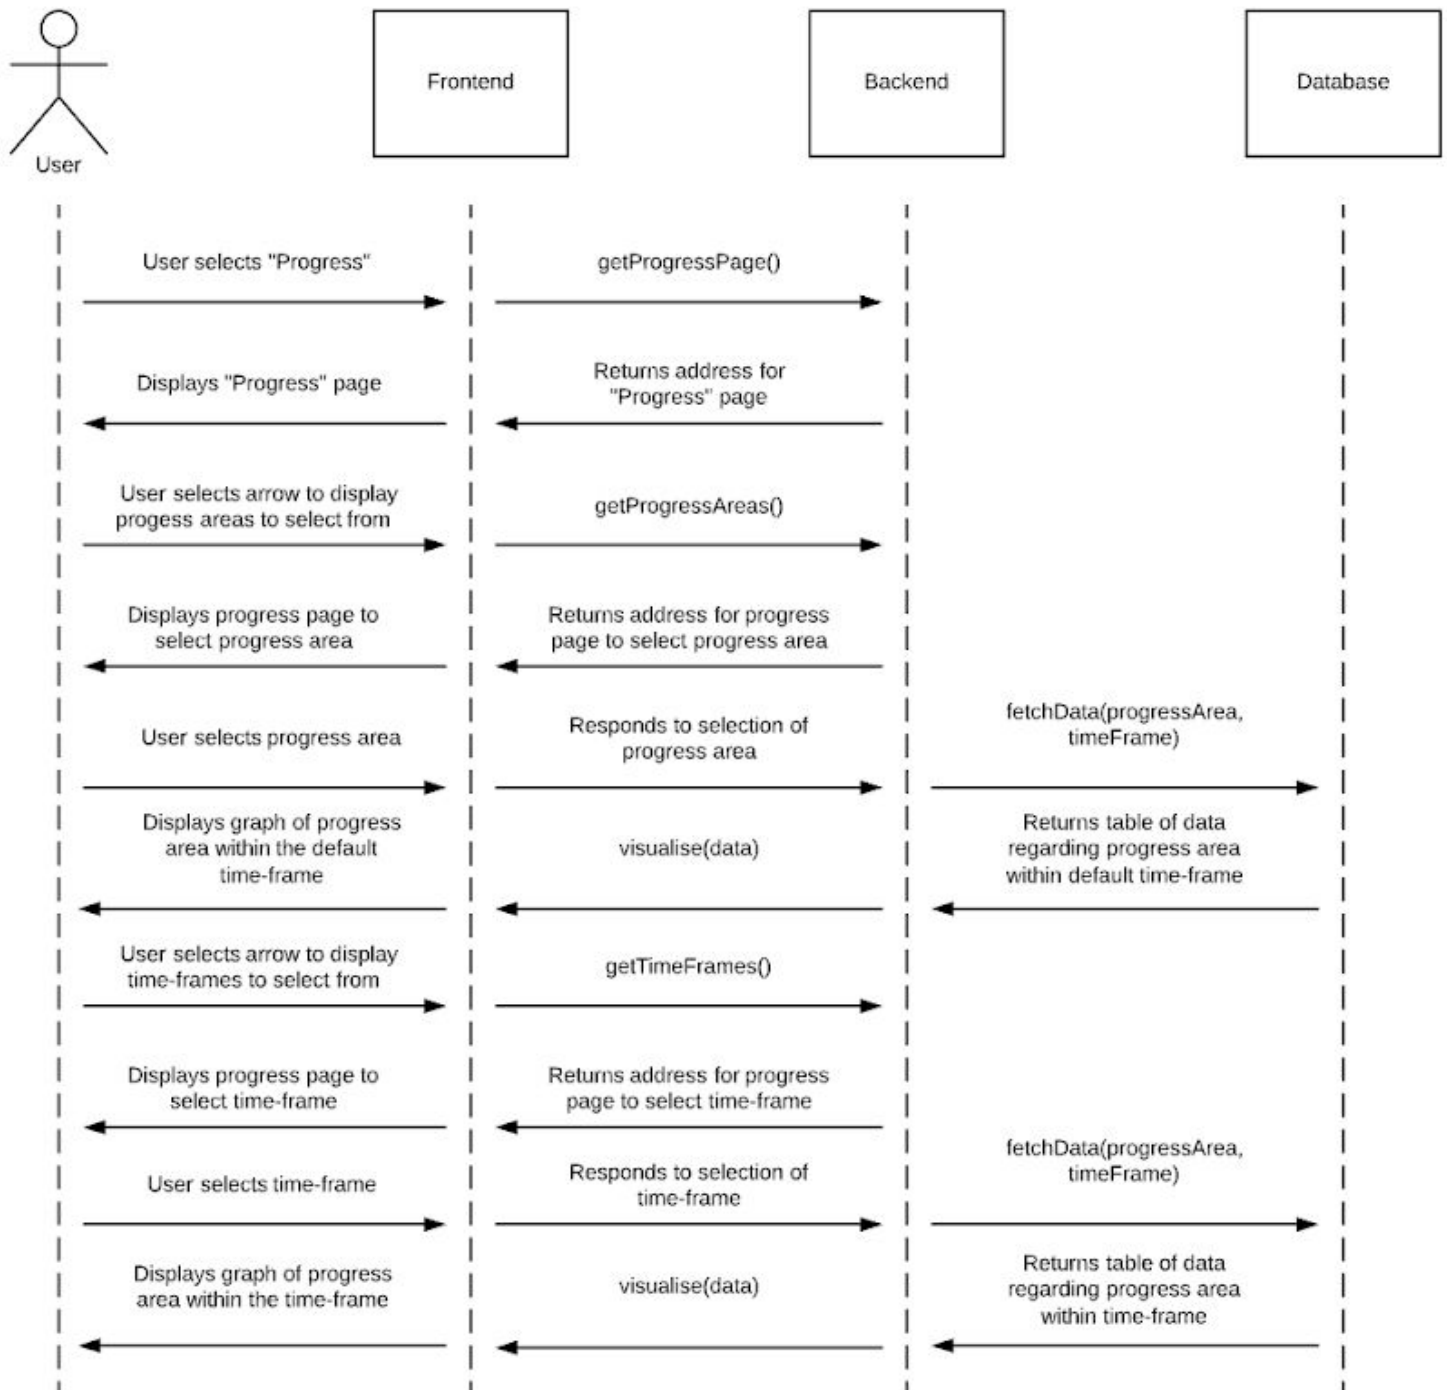 User
Frontend
Backend
Database
User selects "Progress"
getProgressPage()
Displays "Progress" page
Returns address for
"Progress" page
User selects arrow to display
progess areas to select from
getProgressAreas()
Displays progress page to
select progress area
Returns address for progress
page to select progress area
User selects progress area
Responds to selection of
progress area
fetchData(progressArea,
timeFrame)
Displays graph of progress
area within the default
time-frame
visualise(data)
Returns table of data
regarding progress area
within default time-frame
User selects arrow to display
time-frames to select from
getTimeFrames()
Displays progress page to
select time-frame
Returns address for progress
page to select time-frame
User selects time-frame
Responds to selection of
time-frame
fetchData(progressArea,
timeFrame)
Displays graph of progress
area within the time-frame
visualise(data)
Returns table of data
regarding progress area
within time-frame